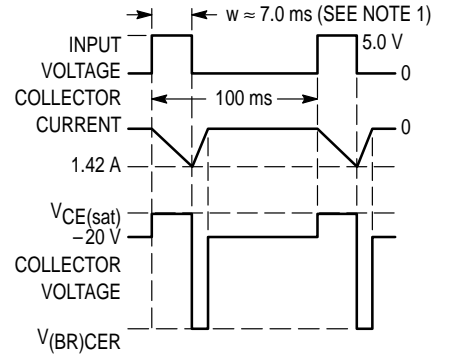 w ≈ 7.0 ms (SEE NOTE 1)
INPUT
VOLTAGE
5.0 V
0
COLLECTOR
CURRENT
100 ms
0
1.42 A
VCE(sat)
−20 V
COLLECTOR
VOLTAGE
V(BR)CER